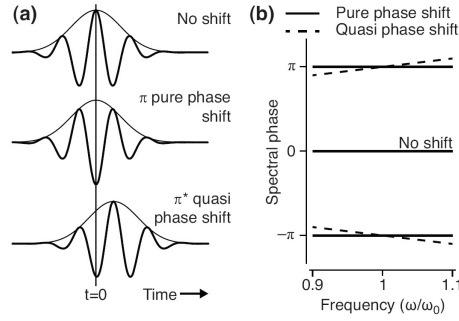 (a)
No shift
π pure phase
shift
π* quasi
phase shift
t=0
Time
(b)
Pure phase shift
Quasi phase shift
Spectral phase
π
0
−π
No shift
0.9
1
1.1
Frequency (ω/ω₀)